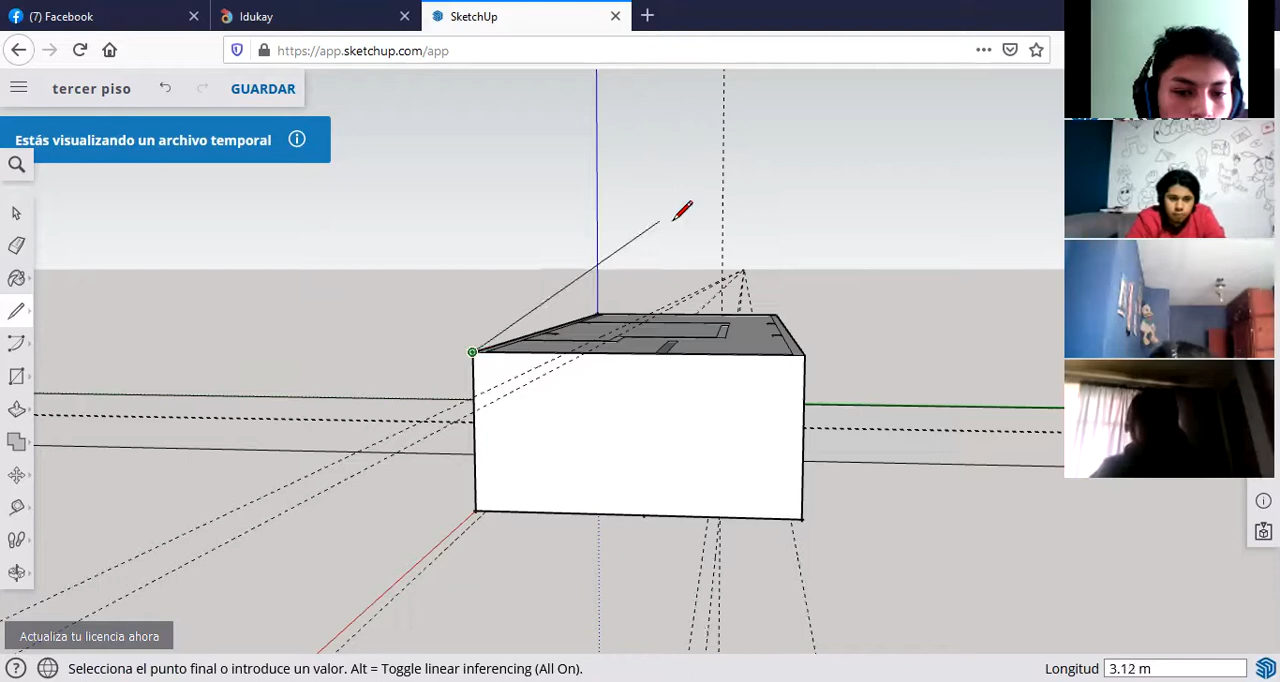 (7) Facebook
Idukay
SketchUp
https://app.sketchup.com/app
tercer piso
GUARDAR
Estás visualizando un archivo temporal
Actualiza tu licencia ahora
Selecciona el punto final o introduce un valor. Alt = Toggle linear inferencing (All On).
Longitud 3.12 m